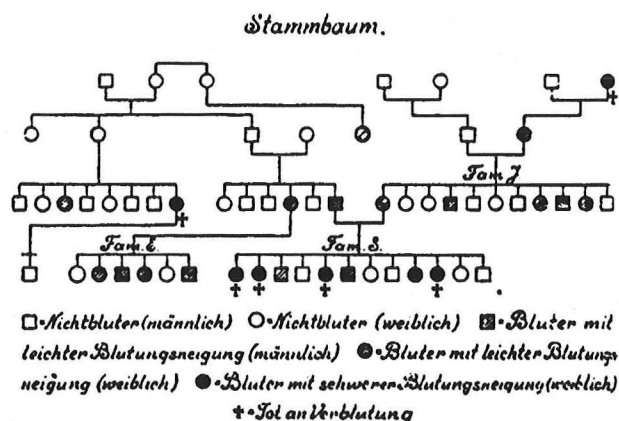 Stammbaum.
Fam. J.
Fam. E. Fam. S.
□=Nichtbluter (männlich) ○=Nichtbluter (weiblich) =Bluter mit
leichter Blutungsneigung (männlich) =Bluter mit leichter Blutungs
neigung (weiblich) ●=Bluter mit schwerer Blutungsneigung (weiblich)
✝=Tot an Verblutung